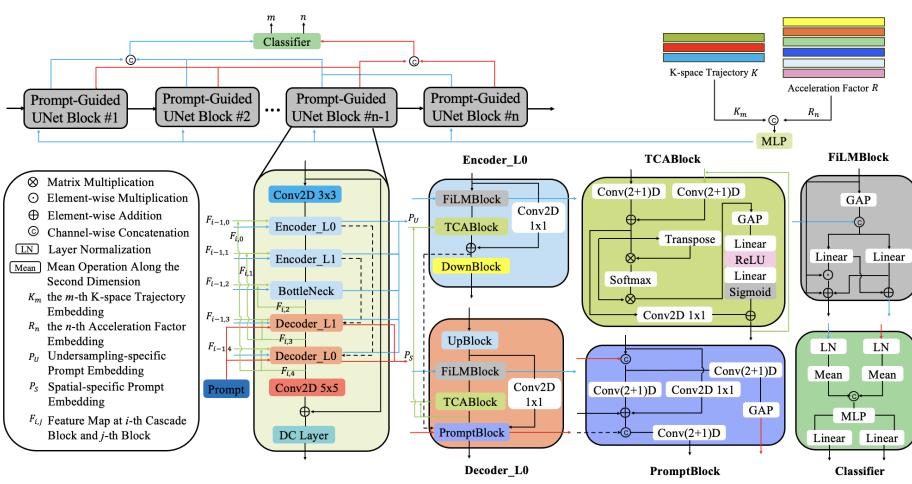 m n
Classifier
C C
Prompt-Guided
UNet Block #1
Prompt-Guided
UNet Block #2
...
Prompt-Guided
UNet Block #n-1
Prompt-Guided
UNet Block #n
K-space Trajectory K
Acceleration Factor R
K_m C R_n
MLP
Matrix Multiplication
Element-wise Multiplication
Element-wise Addition
C Channel-wise Concatenation
LN Layer Normalization
Mean Mean Operation Along the
Second Dimension
K_m the m-th K-space Trajectory
Embedding
R_n the n-th Acceleration Factor
Embedding
P_U Undersampling-specific
Prompt Embedding
P_S Spatial-specific Prompt
Embedding
F_{i,j} Feature Map at i-th Cascade
Block and j-th Block
Conv2D 3x3
F_{i-1,0}
Encoder_L0
P_U
F_{i,0}
F_{i-1,1}
Encoder_L1
F_{i,1}
F_{i-1,2}
BottleNeck
F_{i,2}
F_{i-1,3}
Decoder_L1
F_{i,3}
F_{i-1,4}
Decoder_L0
P_S
F_{i,4}
Prompt
Conv2D 5x5
DC Layer
Encoder_L0
FiLMBlock
TCABlock
Conv2D
1x1
DownBlock
UpBlock
FiLMBlock
TCABlock
Conv2D
1x1
PromptBlock
Decoder_L0
TCABlock
Conv(2+1)D
Conv(2+1)D
GAP
Transpose
Linear
ReLU
Softmax
Linear
Sigmoid
Conv2D 1x1
C
Conv(2+1)D
Conv(2+1)D
Conv2D 1x1
GAP
C
Conv(2+1)D
PromptBlock
FiLMBlock
GAP
C
Linear
Linear
LN
LN
Mean
Mean
C
MLP
Linear
Linear
Classifier